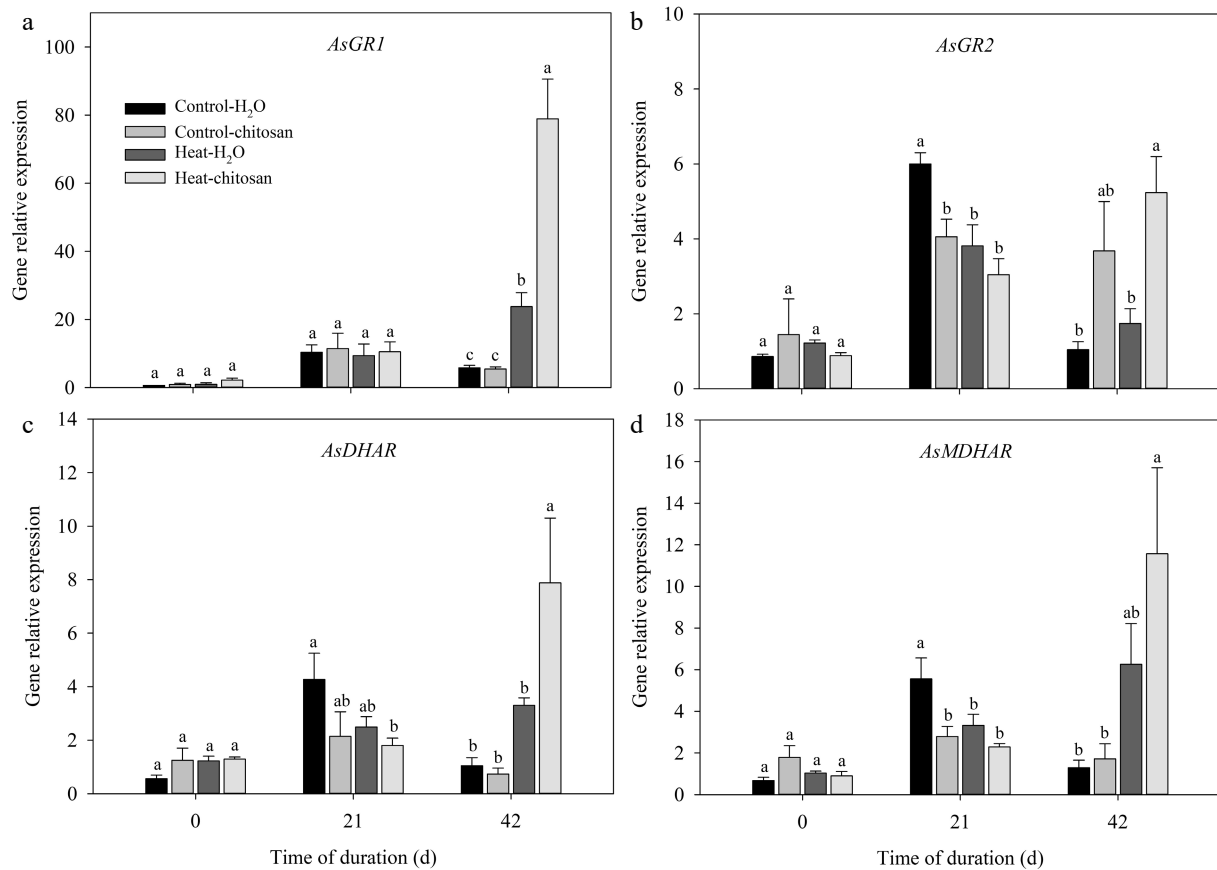 a
AsGR1
Gene relative expression
100
80
60
40
20
0
Control-H₂O
Control-chitosan
Heat-H₂O
Heat-chitosan
a a a a
a a a a
c c b a
b
AsGR2
Gene relative expression
10
8
6
4
2
0
a a a a
a b b b
b ab b a
c
AsDHAR
Gene relative expression
14
12
10
8
6
4
2
0
a a a a
a ab ab b
b b b a
0 21 42
Time of duration (d)
d
AsMDHAR
Gene relative expression
18
16
14
12
10
8
6
4
2
0
a a a a
a b b b
b b ab a
0 21 42
Time of duration (d)